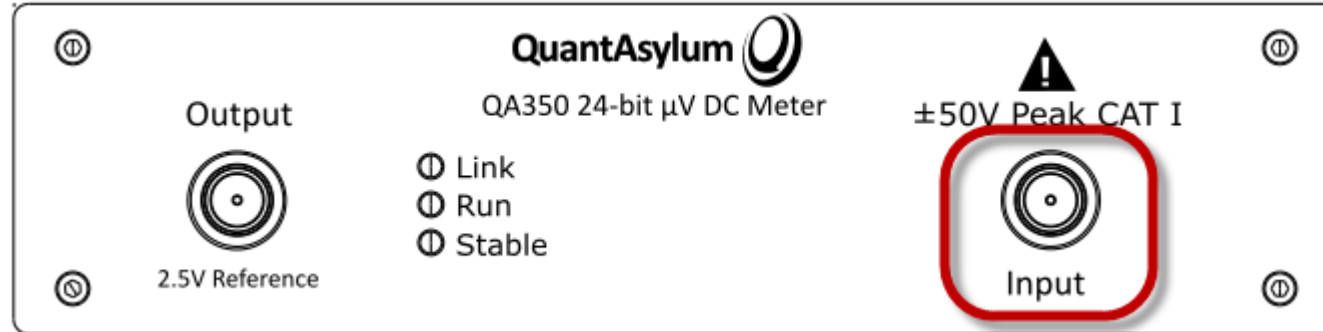 QuantAsylum
QA350 24-bit µV DC Meter
Output
2.5V Reference
Link
Run
Stable
!
±50V Peak CAT I
Input